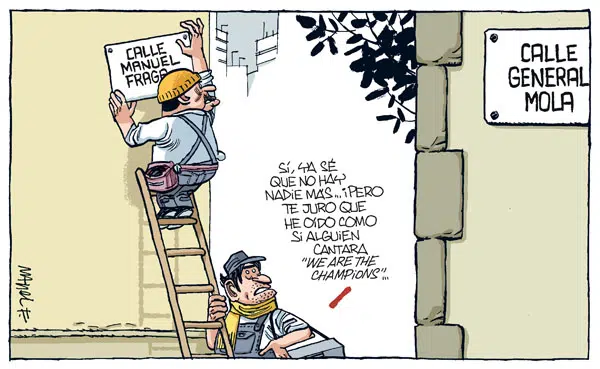 CALLE
MANUEL
FRAGA
CALLE
GENERAL
MOLA
SÍ, YA SÉ
QUE NO HAY
NADIE MÁS... ¡PERO
TE JURO QUE
HE OÍDO COMO
SI ALGUIEN
CANTARA
"WE ARE THE
CHAMPIONS"...
MANEL F